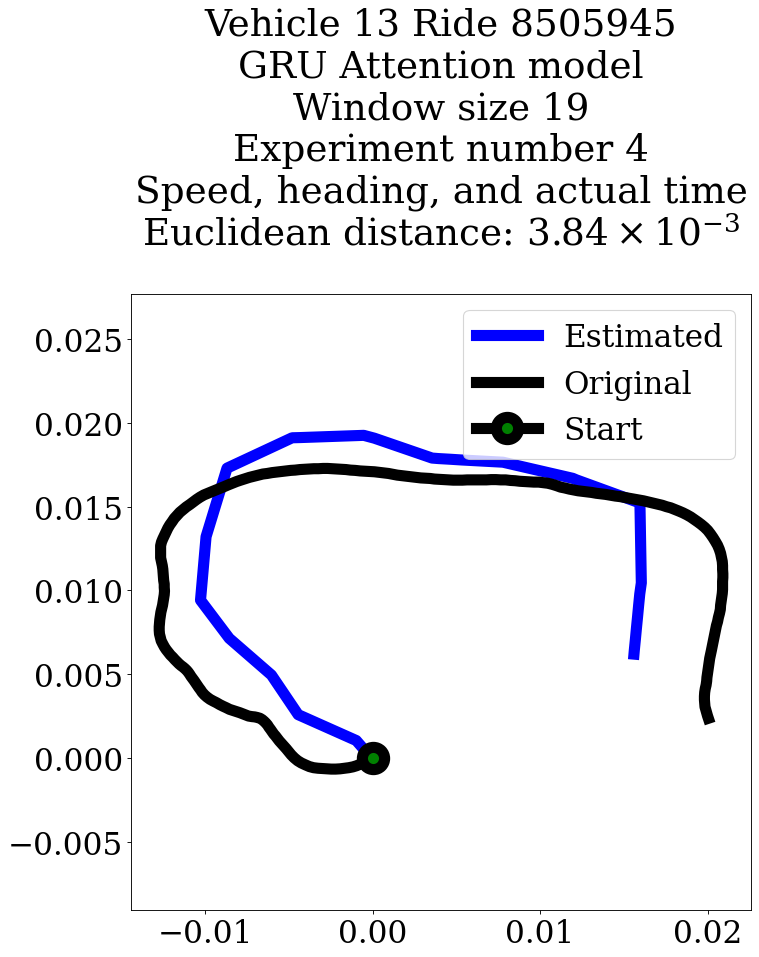 Vehicle 13 Ride 8505945
GRU Attention model
Window size 19
Experiment number 4
Speed, heading, and actual time
Euclidean distance: 3.84 × 10⁻³
Estimated
Original
Start
0.025
0.020
0.015
0.010
0.005
0.000
−0.005
−0.01 0.00 0.01 0.02